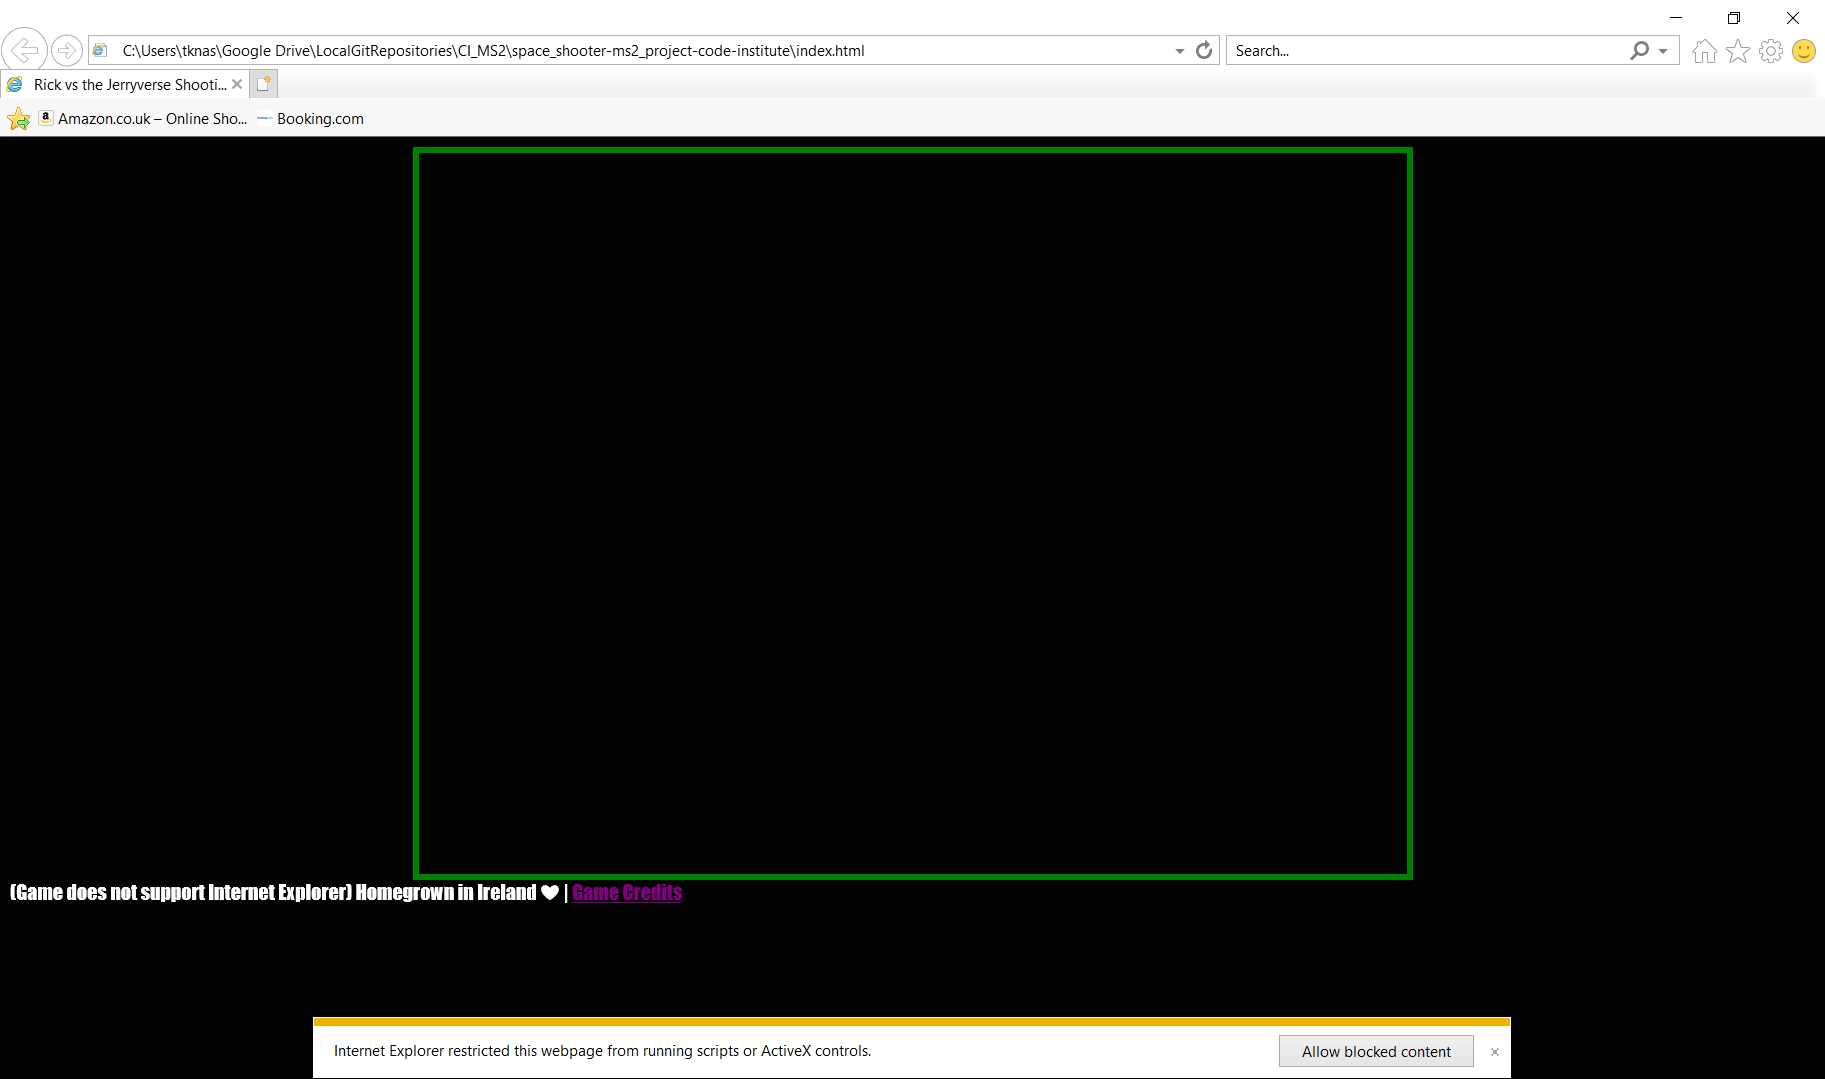 C:\Users\tknas\Google Drive\LocalGitRepositories\CI_MS2\space_shooter-ms2_project-code-institute\index.html
Search...
Rick vs the Jerryverse Shooti...
Amazon.co.uk – Online Sho...
Booking.com
(Game does not support Internet Explorer) Homegrown in Ireland ♥ | Game Credits
Internet Explorer restricted this webpage from running scripts or ActiveX controls.
Allow blocked content